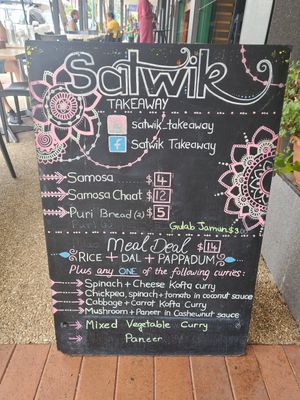 Satwik
TAKEAWAY
satwik_takeaway
Satwik Takeaway
Samosa $4
Samosa Chaat $12
Puri Bread (2) $5
Gulab Jamun $3
Meal Deal $14
RICE + DAL + PAPPADUM
Plus any ONE of the following curries:
Spinach + Cheese Kofta curry
Chickpea, spinach + tomato in coconut sauce
Cabbage + Carrot Kofta Curry
Mushroom + Paneer in Cashewnut sauce
Mixed Vegetable Curry
Paneer